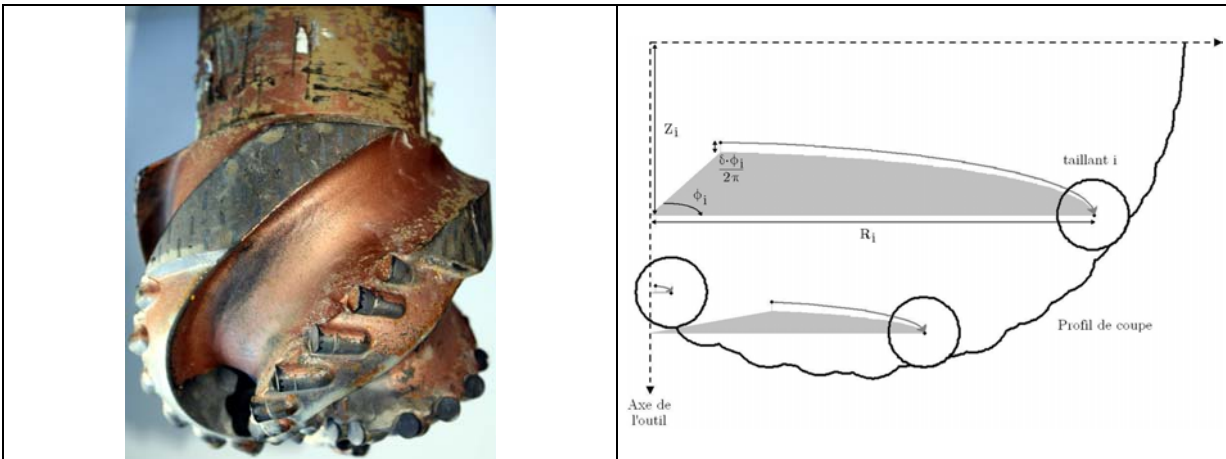 Z_i
δ·ϕ_i
2π
taillant i
ϕ_i
R_i
Profil de coupe
Axe de
l'outil